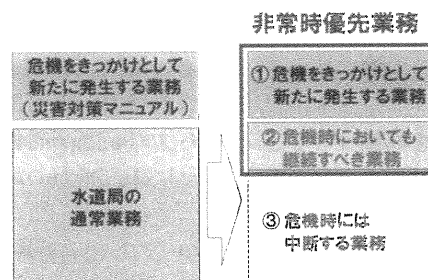 非常時優先業務
危機をきっかけとして
新たに発生する業務
（災害対策マニュアル）
水道局の
通常業務
① 危機をきっかけとして
新たに発生する業務
② 危機時においても
継続すべき業務
③ 危機時には
中断する業務